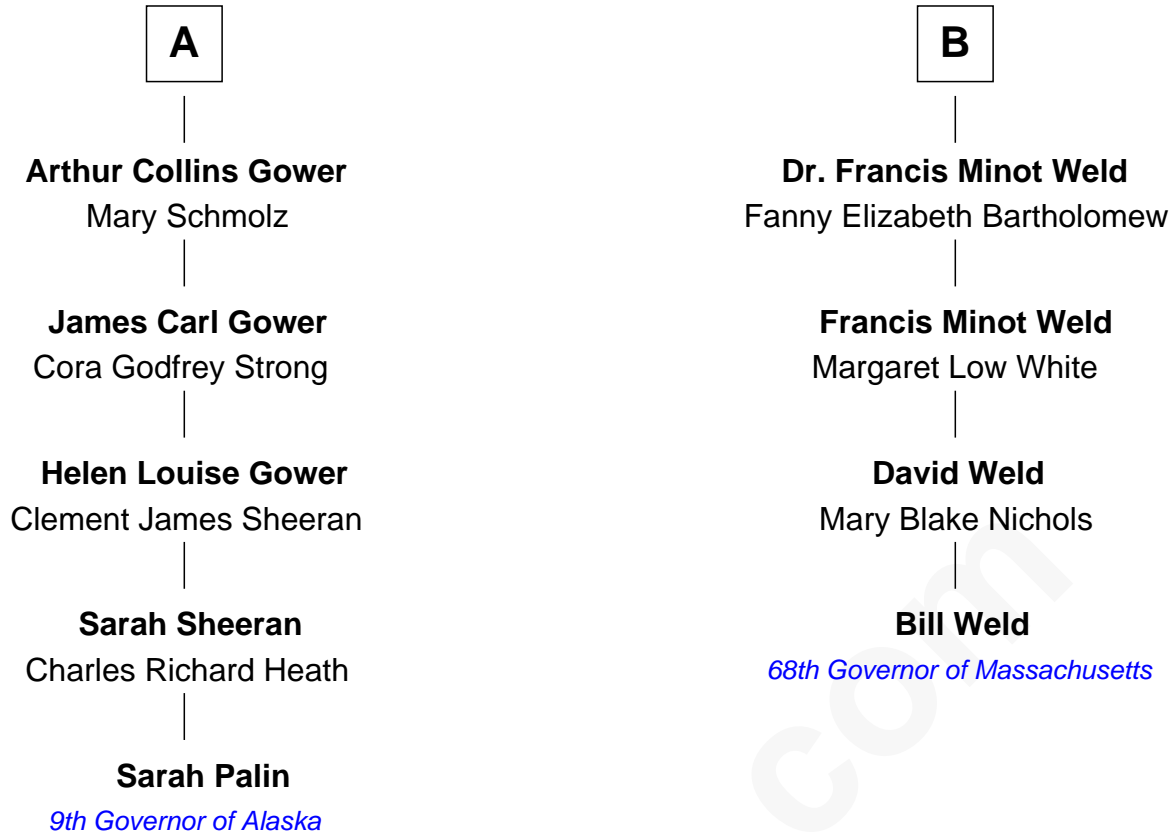 A
Arthur Collins Gower
Mary Schmolz
James Carl Gower
Cora Godfrey Strong
Helen Louise Gower
Clement James Sheeran
Sarah Sheeran
Charles Richard Heath
Sarah Palin
9th Governor of Alaska
B
Dr. Francis Minot Weld
Fanny Elizabeth Bartholomew
Francis Minot Weld
Margaret Low White
David Weld
Mary Blake Nichols
Bill Weld
68th Governor of Massachusetts
com